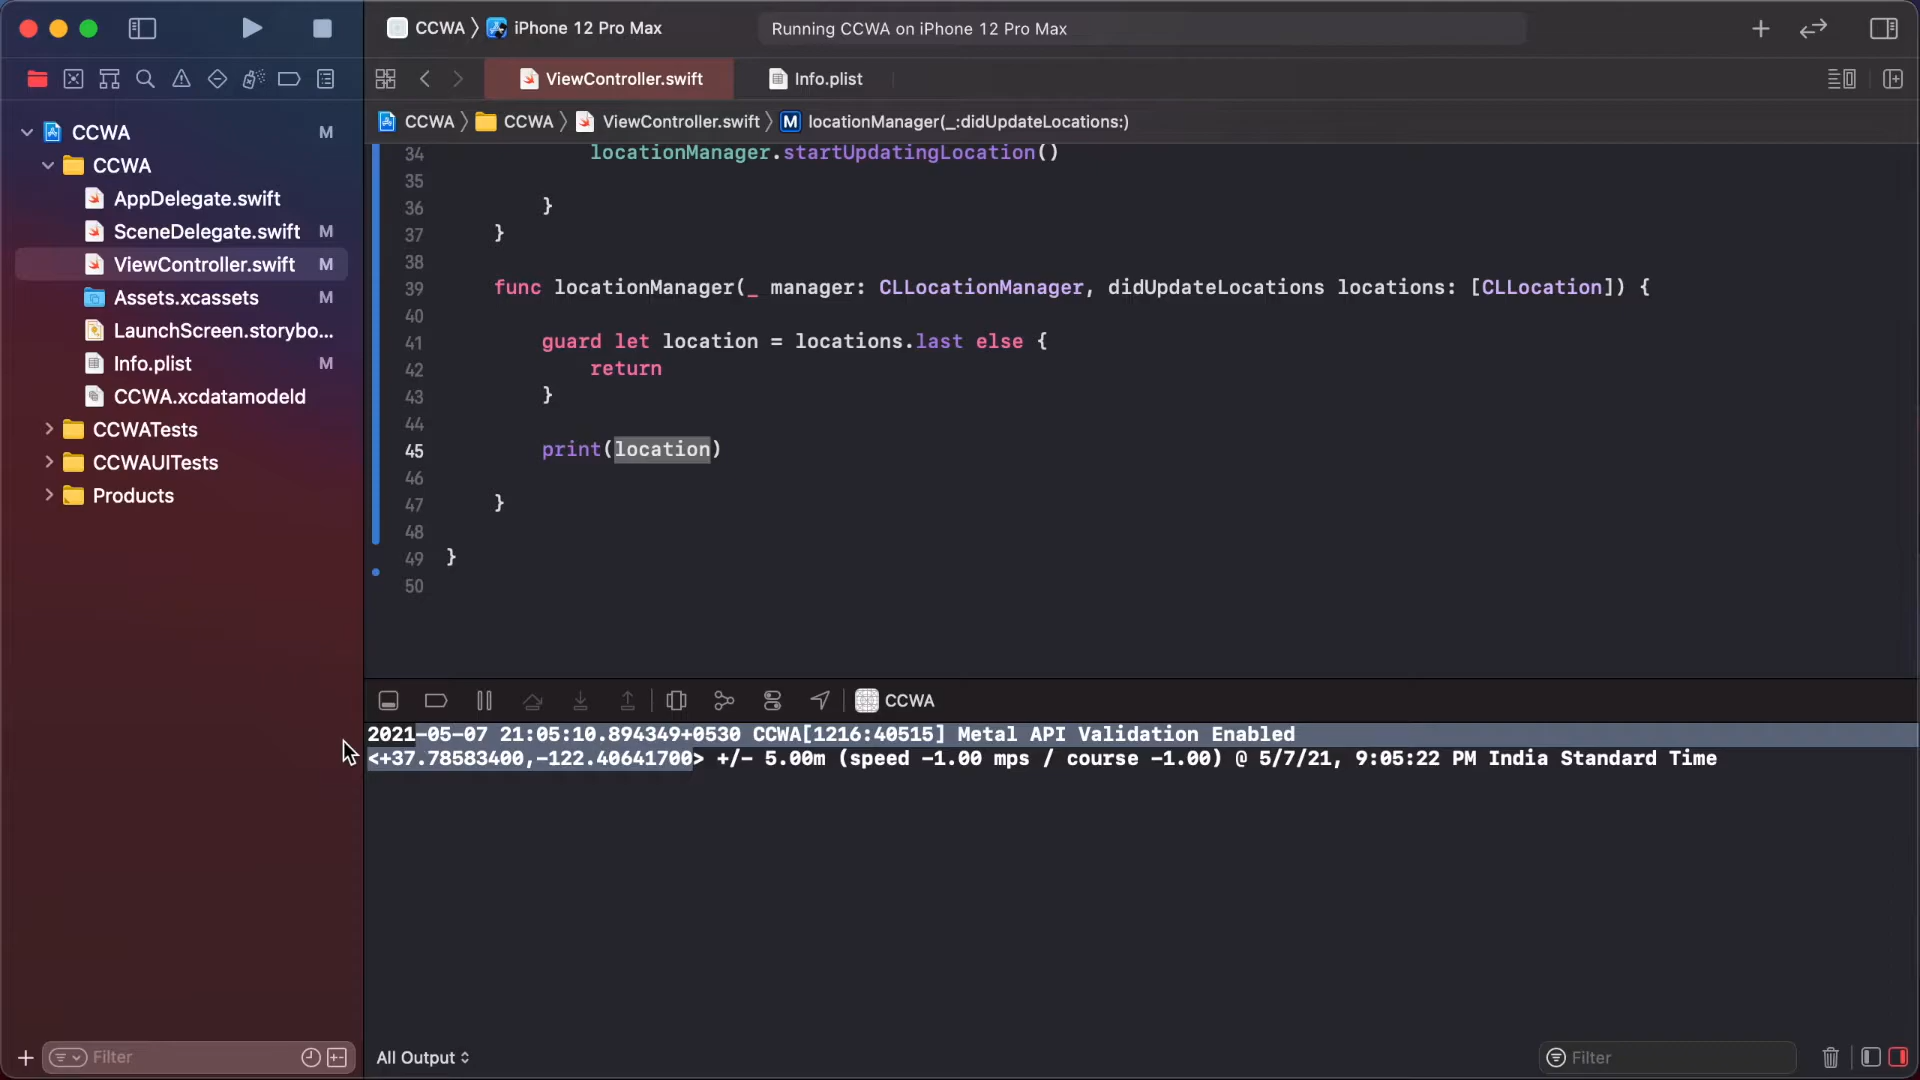 CCWA 〉 iPhone 12 Pro Max
Running CCWA on iPhone 12 Pro Max
ViewController.swift
Info.plist
CCWA 〉 CCWA 〉 ViewController.swift 〉 M locationManager(_:didUpdateLocations:)
CCWA M
CCWA
AppDelegate.swift
SceneDelegate.swift M
ViewController.swift M
Assets.xcassets M
LaunchScreen.storybo...
Info.plist M
CCWA.xcdatamodeld
CCWATests
CCWAUITests
Products
Filter
34 locationManager.startUpdatingLocation()
35
36 }
37 }
38
39 func locationManager(_ manager: CLLocationManager, didUpdateLocations locations: [CLLocation]) {
40
41 guard let location = locations.last else {
42 return
43 }
44
45 print(location)
46
47 }
48
49 }
50
CCWA
2021-05-07 21:05:10.894349+0530 CCWA[1216:40515] Metal API Validation Enabled
<+37.78583400,-122.40641700> +/- 5.00m (speed -1.00 mps / course -1.00) @ 5/7/21, 9:05:22 PM India Standard Time
All Output
Filter